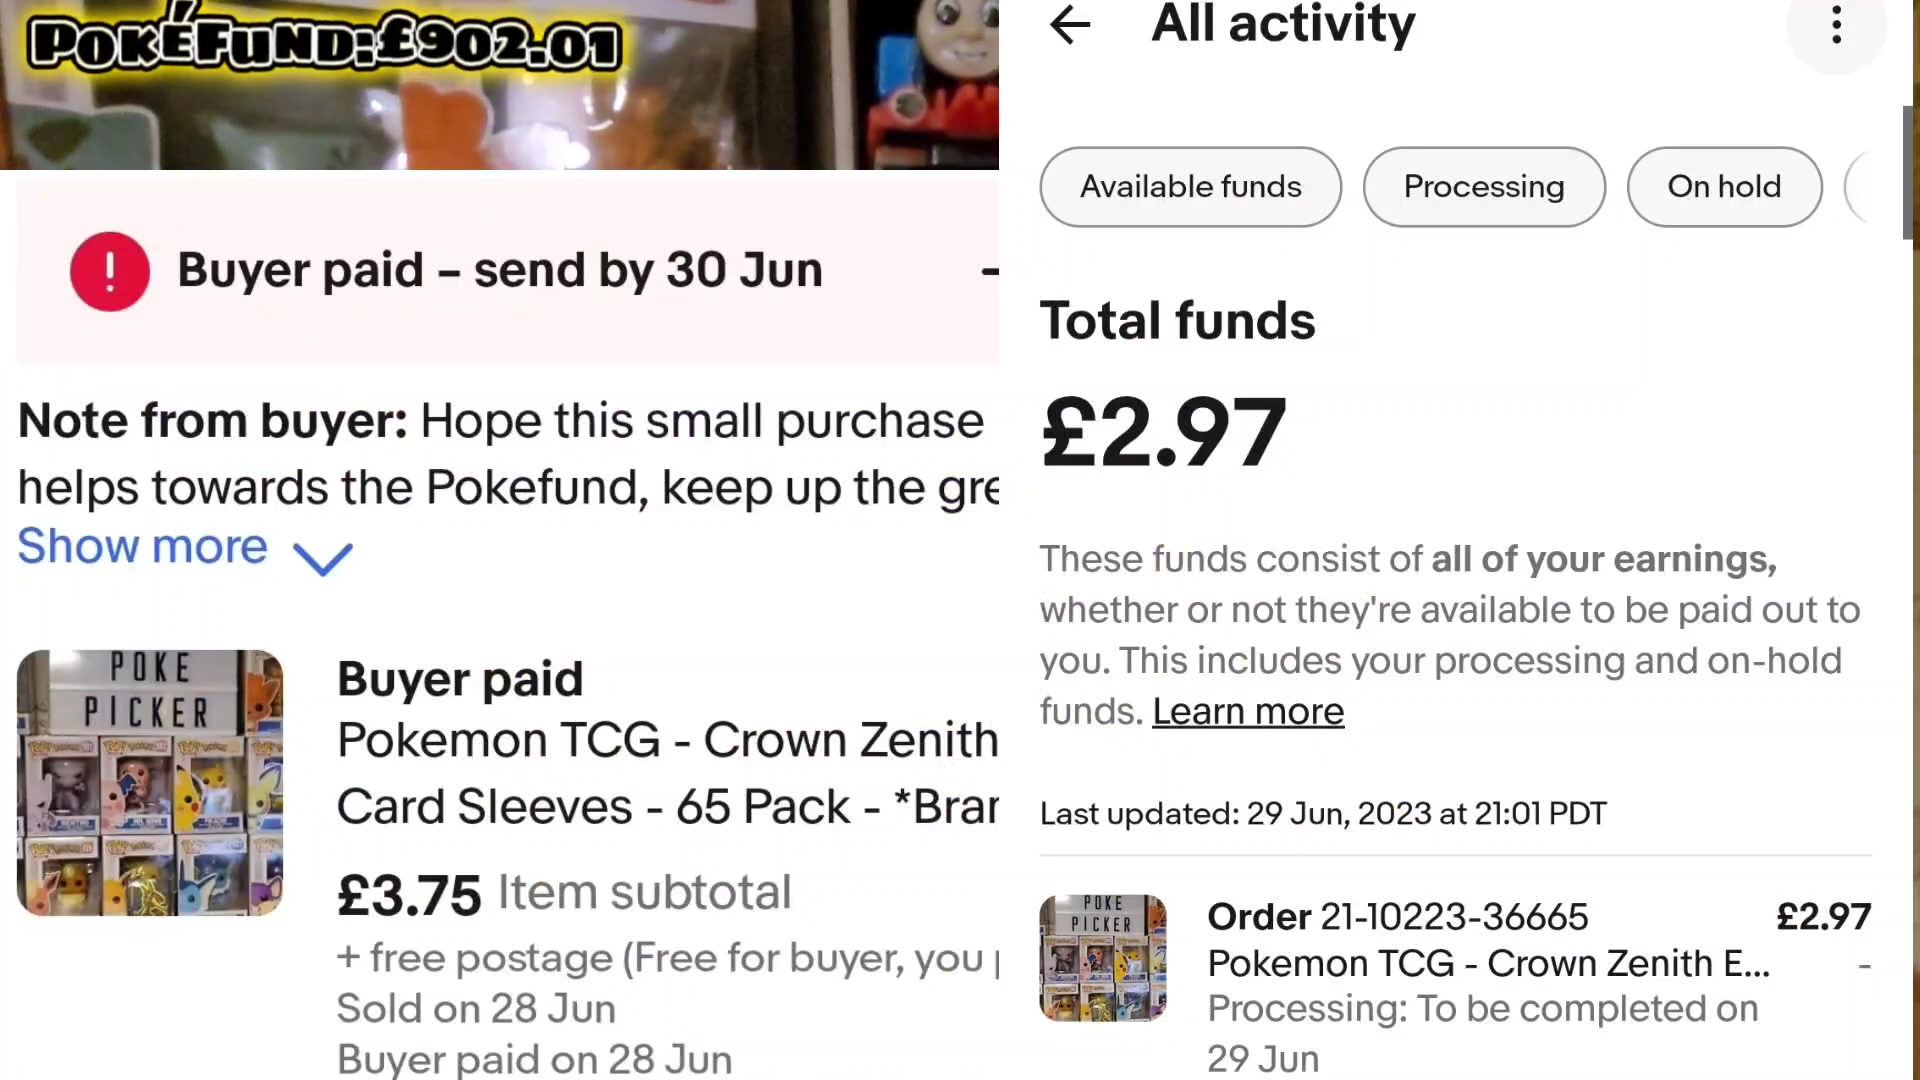 POKÉFUND:£902.01
Buyer paid – send by 30 Jun
Note from buyer: Hope this small purchase
helps towards the Pokefund, keep up the gre
Show more
POKE
PICKER
Buyer paid
Pokemon TCG - Crown Zenith
Card Sleeves - 65 Pack - *Bran
£3.75 Item subtotal
+ free postage (Free for buyer, you
Sold on 28 Jun
Buyer paid on 28 Jun
All activity
Available funds
Processing
On hold
Total funds
£2.97
These funds consist of all of your earnings,
whether or not they're available to be paid out to
you. This includes your processing and on-hold
funds. Learn more
Last updated: 29 Jun, 2023 at 21:01 PDT
POKE
PICKER
Order 21-10223-36665 £2.97
Pokemon TCG - Crown Zenith E... -
Processing: To be completed on
29 Jun